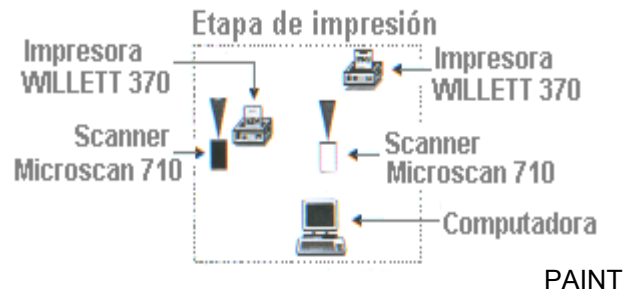 Etapa de impresión
Impresora
WILLETT 370
Impresora
WILLETT 370
Scanner
Microscan 710
Scanner
Microscan 710
Computadora
PAINT